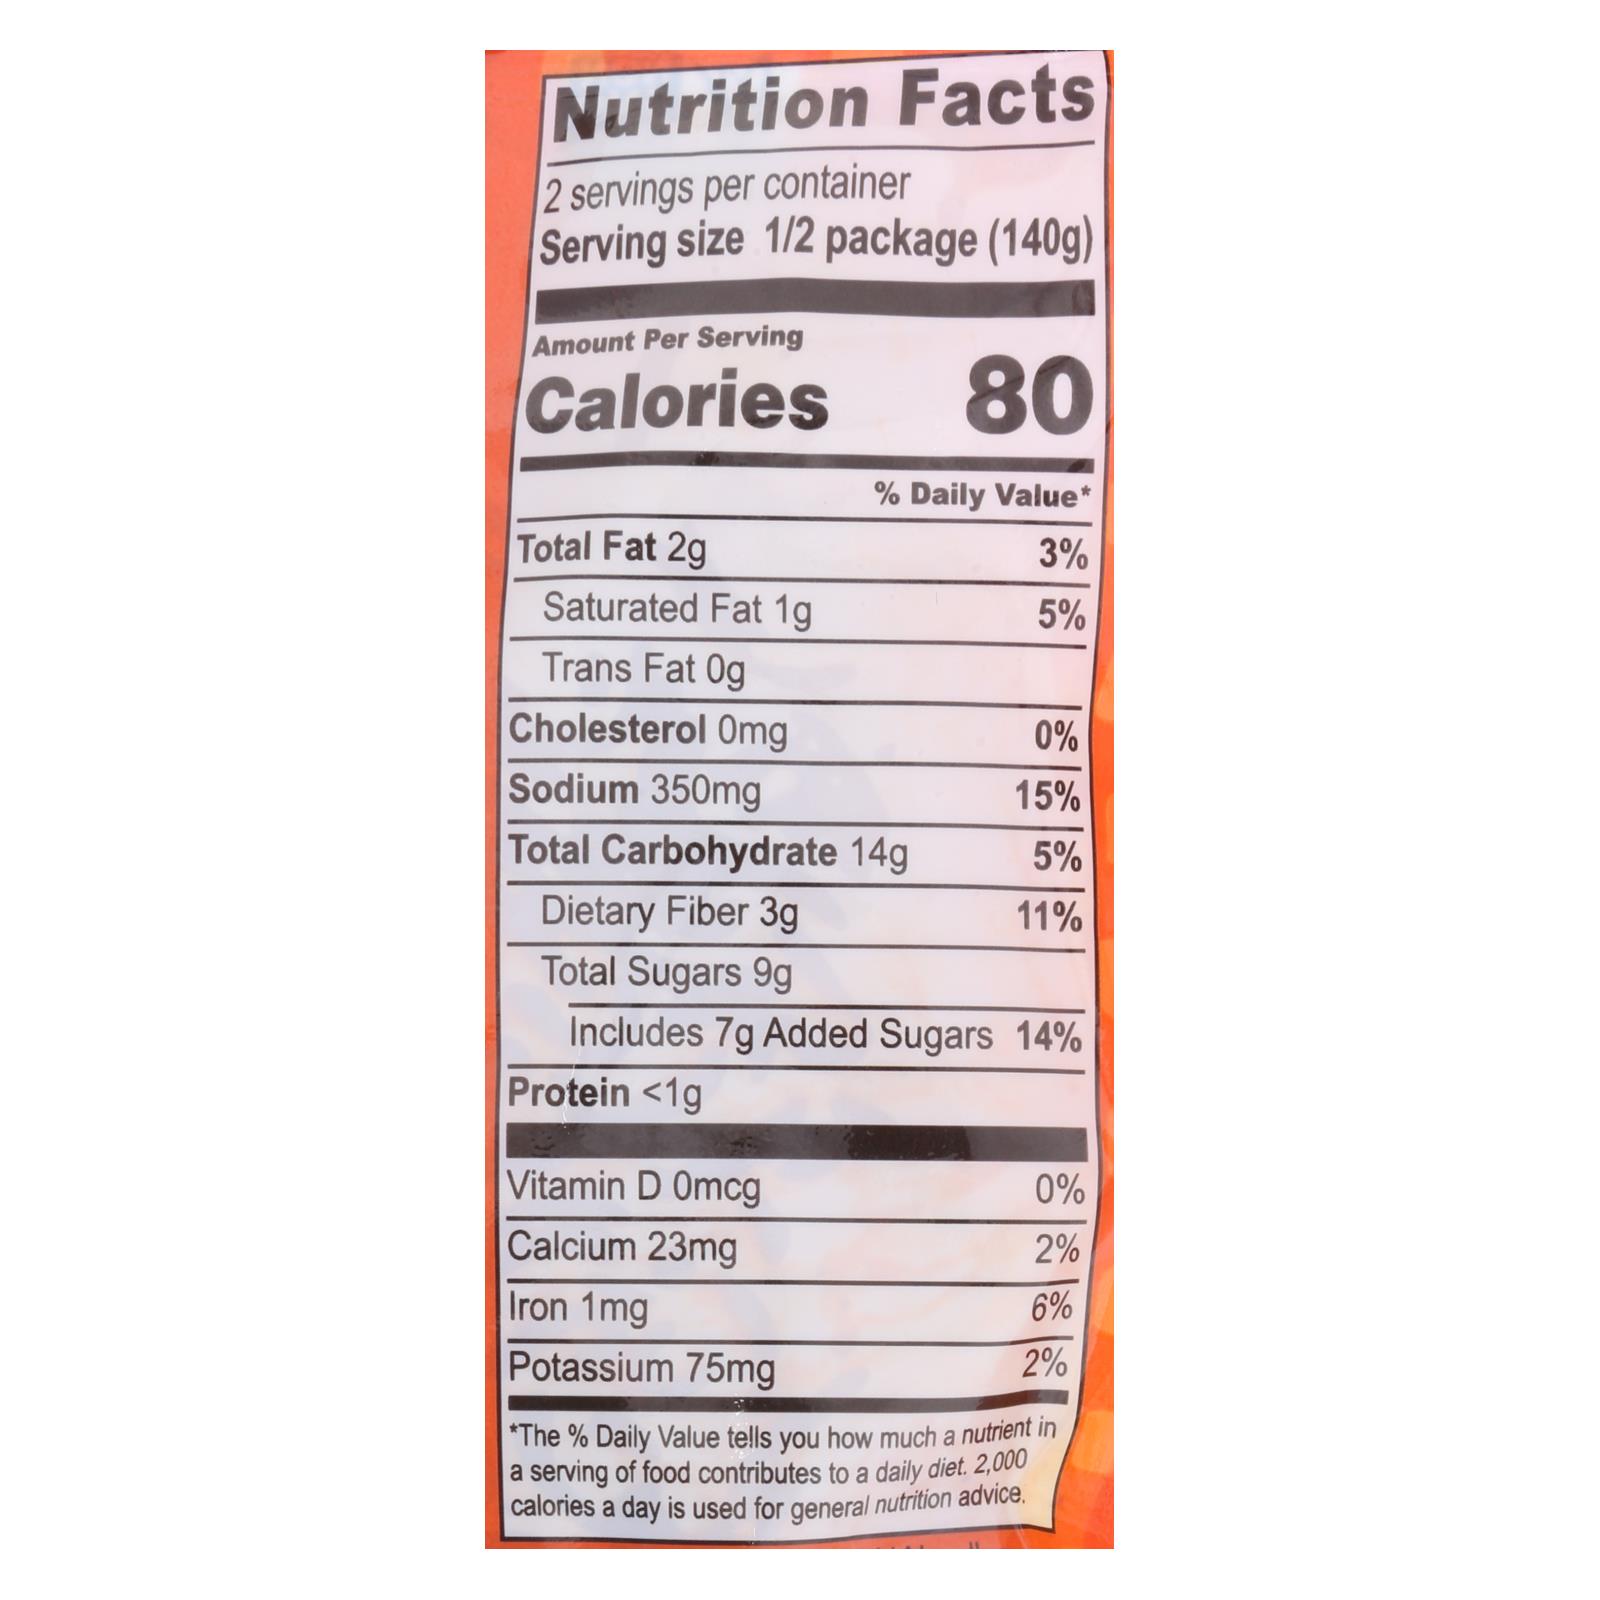 Nutrition Facts
2 servings per container
Serving size 1/2 package (140g)
Amount Per Serving
Calories 80
% Daily Value*
Total Fat 2g 3%
Saturated Fat 1g 5%
Trans Fat 0g
Cholesterol 0mg 0%
Sodium 350mg 15%
Total Carbohydrate 14g 5%
Dietary Fiber 3g 11%
Total Sugars 9g
Includes 7g Added Sugars 14%
Protein <1g
Vitamin D 0mcg 0%
Calcium 23mg 2%
Iron 1mg 6%
Potassium 75mg 2%
*The % Daily Value tells you how much a nutrient in
a serving of food contributes to a daily diet. 2,000
calories a day is used for general nutrition advice.